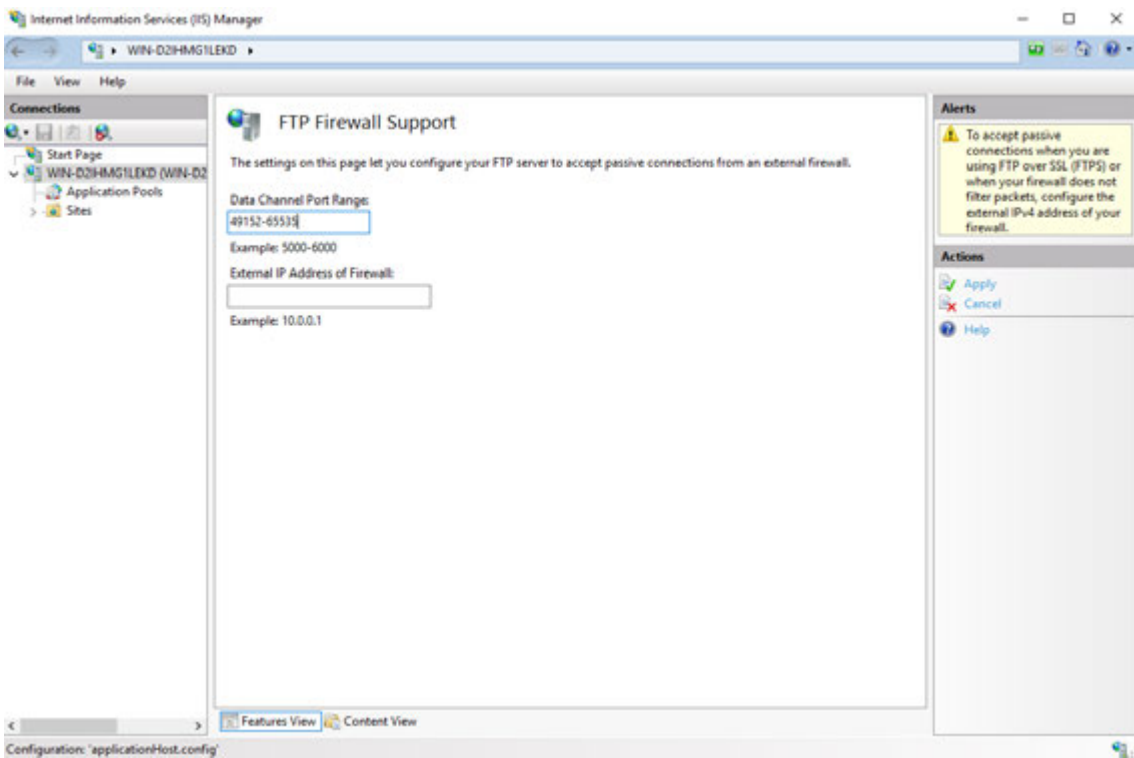 Internet Information Services (IIS) Manager
WIN-D2IHMG1LEKD
File View Help
Connections
Start Page
WIN-D2IHMG1LEKD (WIN-D2
Application Pools
Sites
FTP Firewall Support
The settings on this page let you configure your FTP server to accept passive connections from an external firewall.
Data Channel Port Range:
49152-65535
Example: 5000-6000
External IP Address of Firewall:
Example: 10.0.0.1
Features View Content View
Alerts
To accept passive
connections when you are
using FTP over SSL (FTPS) or
when your firewall does not
filter packets, configure the
external IPv4 address of your
firewall.
Actions
Apply
Cancel
Help
Configuration: 'applicationHost.config'